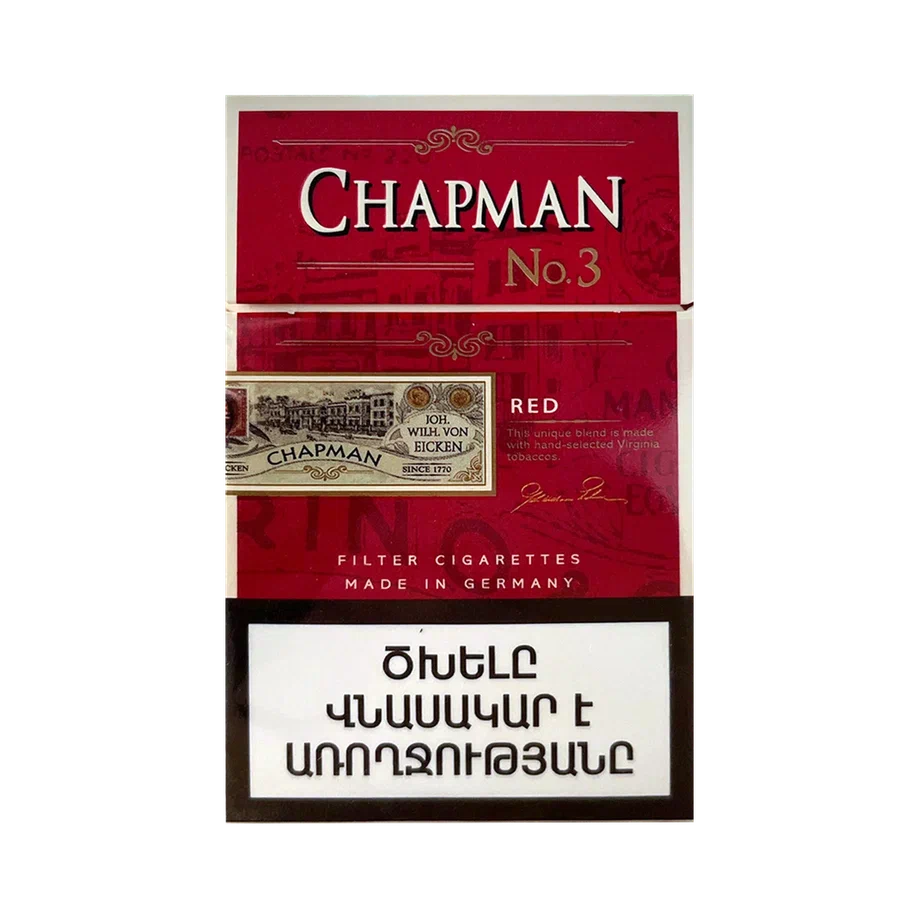 CHAPMAN
No. 3
JOH.
WILH. VON
EICKEN
CHAPMAN
CKEN
SINCE 1770
RED
This unique blend is made
with hand-selected Virginia
tobaccos.
FILTER CIGARETTES
MADE IN GERMANY
ԾԽԵԼԸ
ՎՆԱՍԱԿԱՐ Է
ԱՌՈՂՋՈՒԹՅԱՆԸ